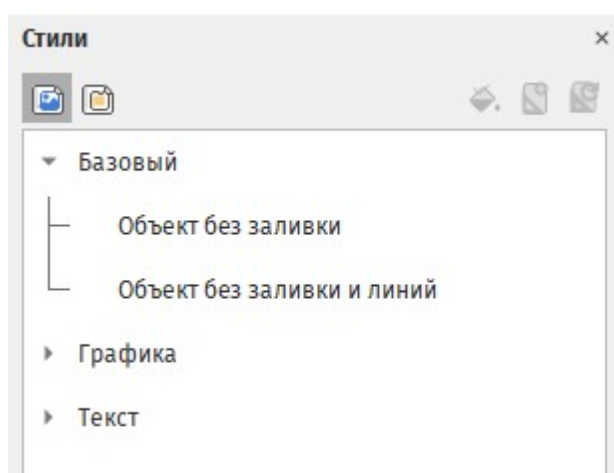 Стили
Базовый
Объект без заливки
Объект без заливки и линий
Графика
Текст